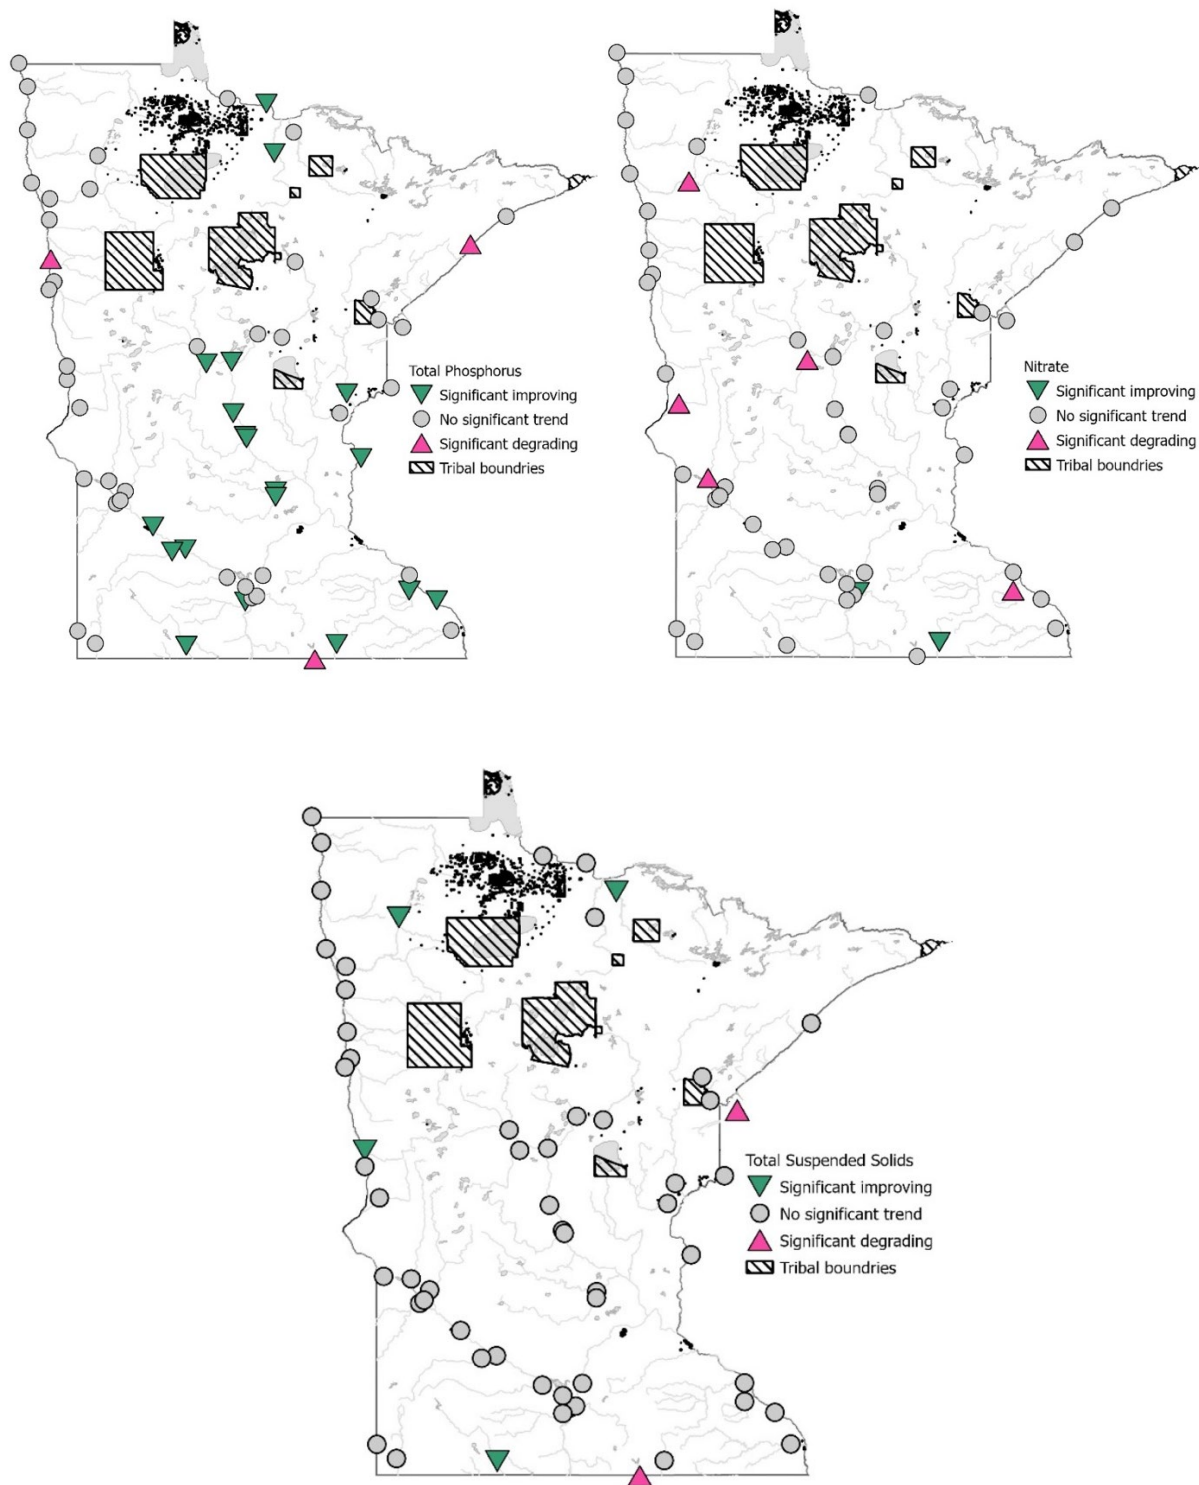 Total Phosphorus
Significant improving
No significant trend
Significant degrading
Tribal boundries
Nitrate
Significant improving
No significant trend
Significant degrading
Tribal boundries
Total Suspended Solids
Significant improving
No significant trend
Significant degrading
Tribal boundries